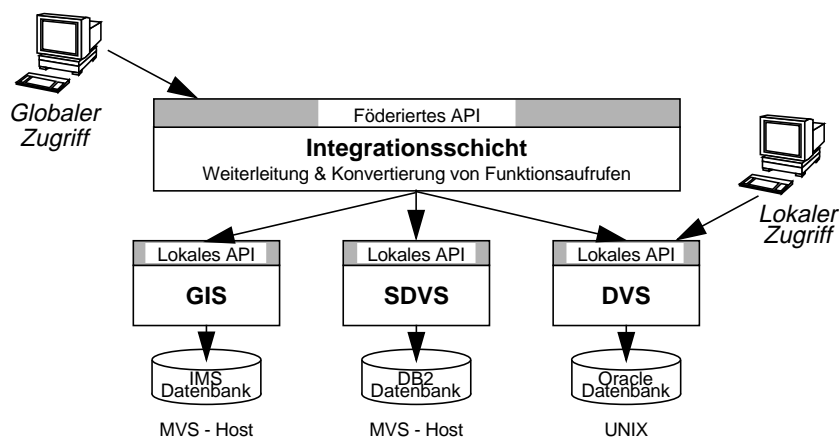 Globaler
Zugriff
Föderiertes API
Integrationsschicht
Weiterleitung & Konvertierung von Funktionsaufrufen
Lokaler
Zugriff
Lokales API
Lokales API
Lokales API
GIS
SDVS
DVS
IMS
Datenbank
DB2
Datenbank
Oracle
Datenbank
MVS - Host
MVS - Host
UNIX